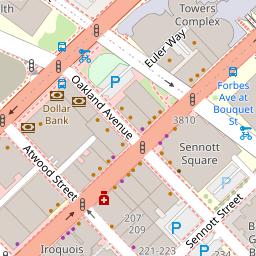 lth
Towers
Complex
Euler Way
Forbes
Ave at
Bouquet
St
P
Oakland Avenue
Dollar
Bank
3810
Sennott
Square
Atwood Street
207/
209
P
Sennott Street
P
Iroquois
221-223